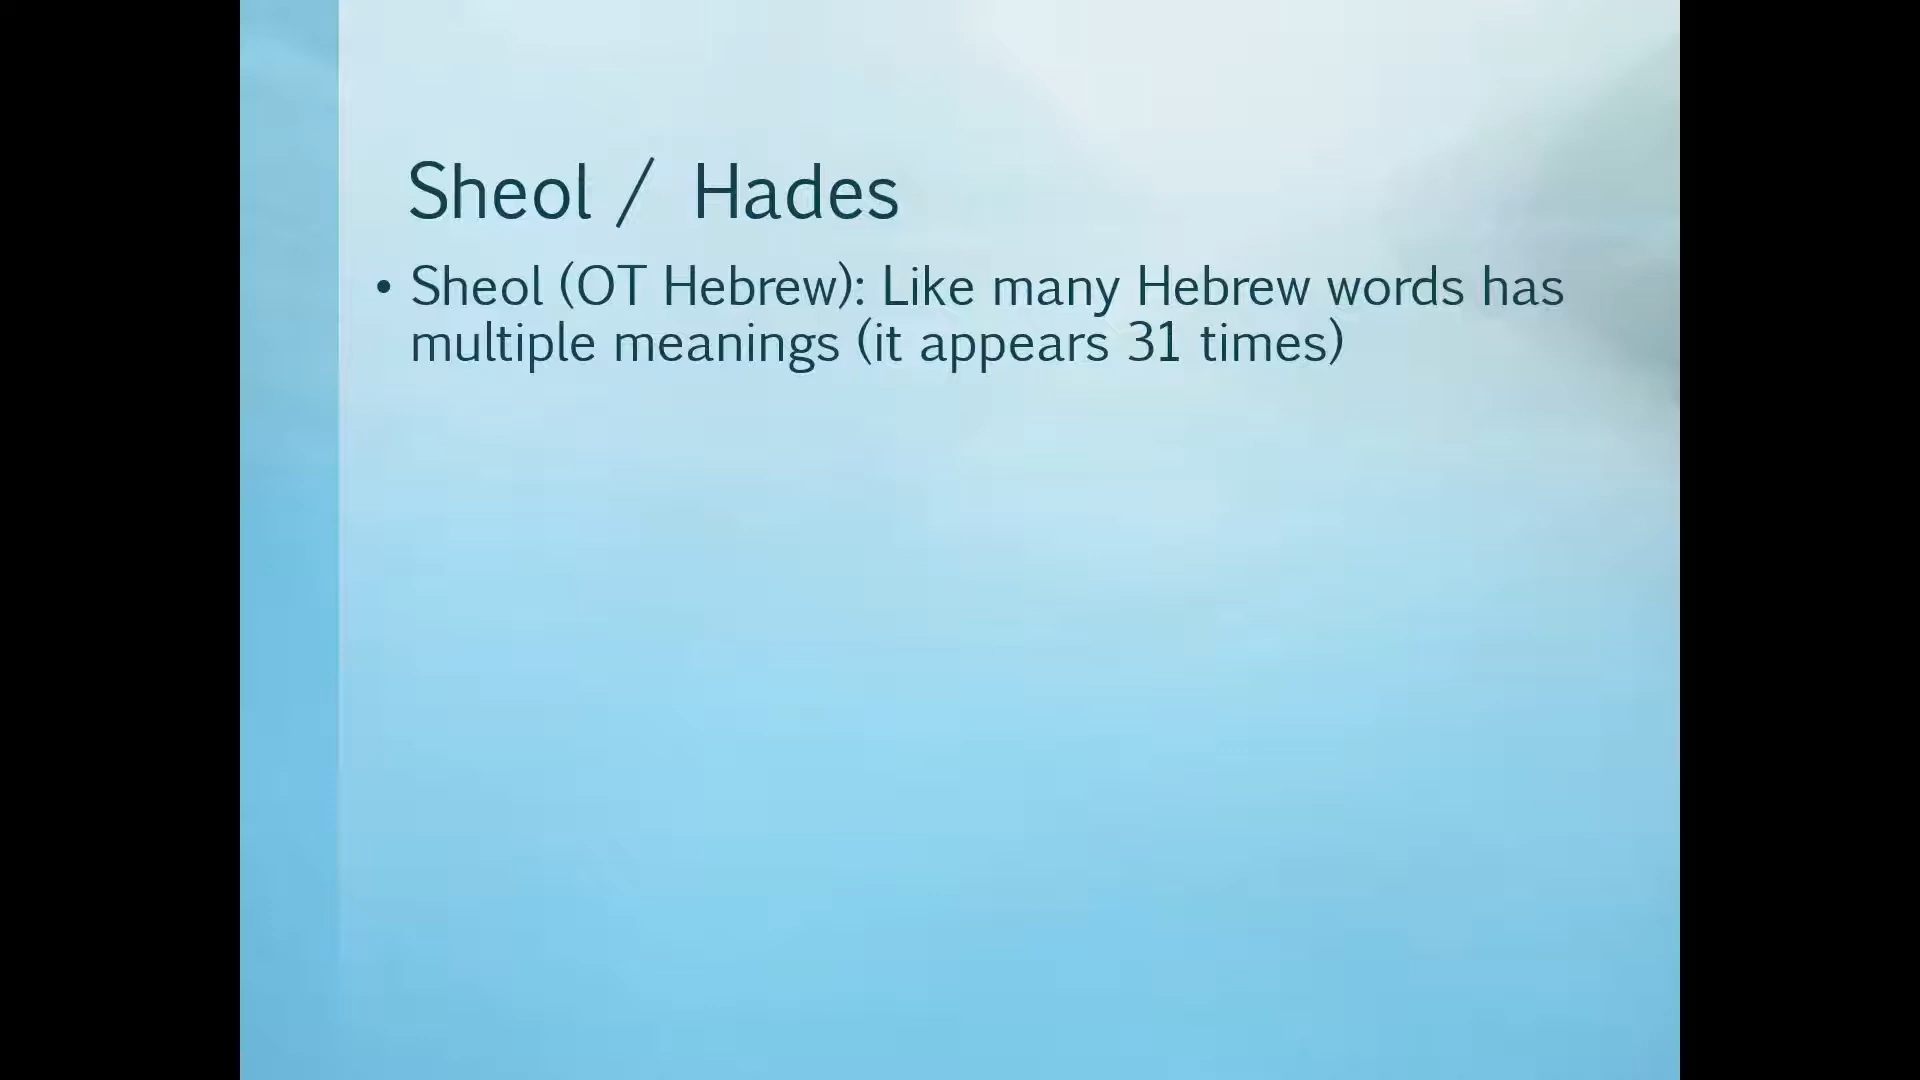 Sheol / Hades
• Sheol (OT Hebrew): Like many Hebrew words has
multiple meanings (it appears 31 times)